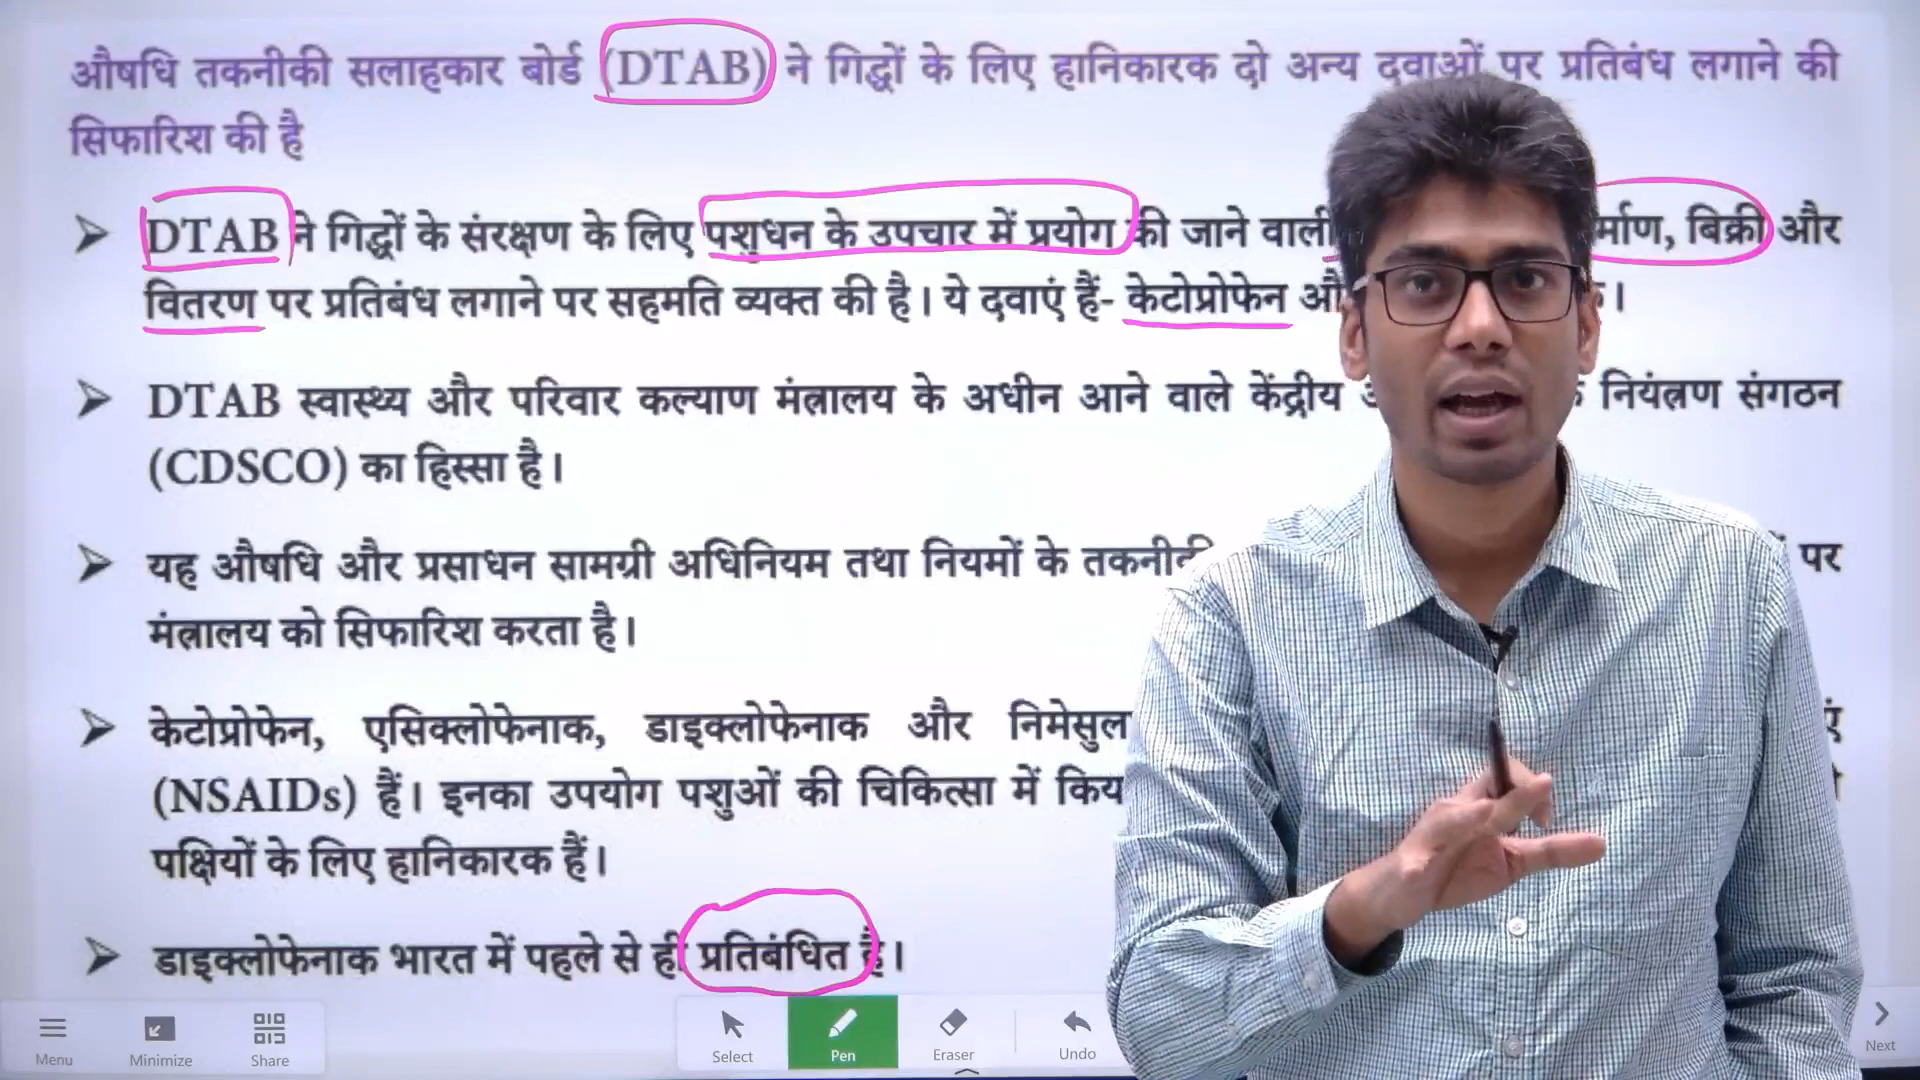 औषधि तकनीकी सलाहकार बोर्ड (DTAB) ने गिद्धों के लिए हानिकारक दो अन्य दवाओं पर प्रतिबंध लगाने की
सिफारिश की है
➤ DTAB ने गिद्धों के संरक्षण के लिए पशुधन के उपचार में प्रयोग की जाने वाली बिक्री और
वितरण पर प्रतिबंध लगाने पर सहमति व्यक्त की है। ये दवाएं हैं- केटोप्रोफेन
➤ DTAB स्वास्थ्य और परिवार कल्याण मंत्रालय के अधीन आने वाले केंद्रीय नियंत्रण संगठन
(CDSCO) का हिस्सा है।
➤ यह औषधि और प्रसाधन सामग्री अधिनियम तथा नियमों के पर
मंत्रालय को सिफारिश करता है।
➤ केटोप्रोफेन, एसिक्लोफेनाक, डाइक्लोफेनाक और
(NSAIDs) हैं। इनका उपयोग पशुओं की चिकित्सा में
पक्षियों के लिए हानिकारक हैं।
➤ डाइक्लोफेनाक भारत में पहले से ही प्रतिबंधित है।
Menu Minimize Share Select Pen Eraser Undo Next